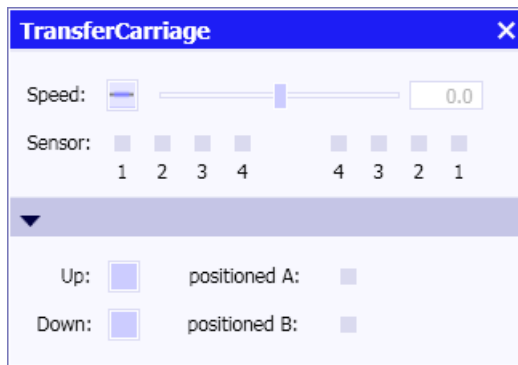 TransferCarriage
Speed: 0.0
Sensor:
1 2 3 4 4 3 2 1
Up: positioned A:
Down: positioned B: